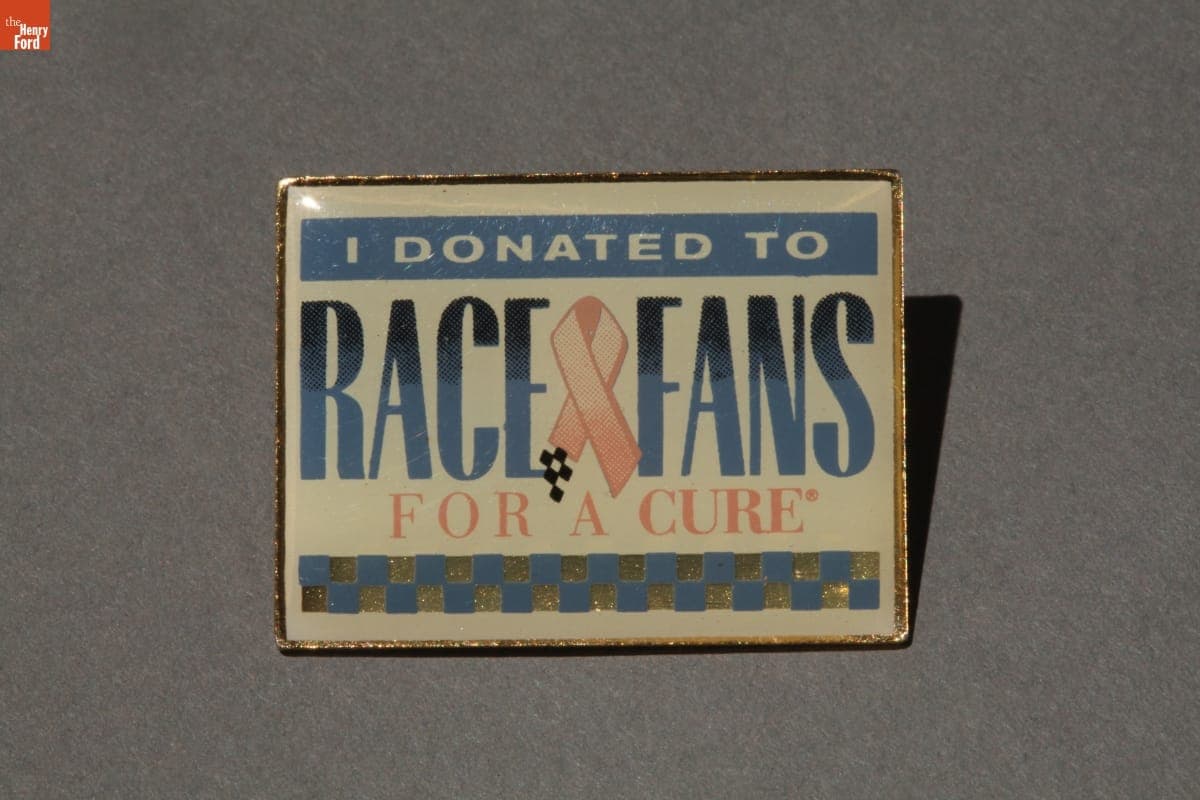 the
Henry
Ford
I DONATED TO
RACE FANS
FOR A CURE®